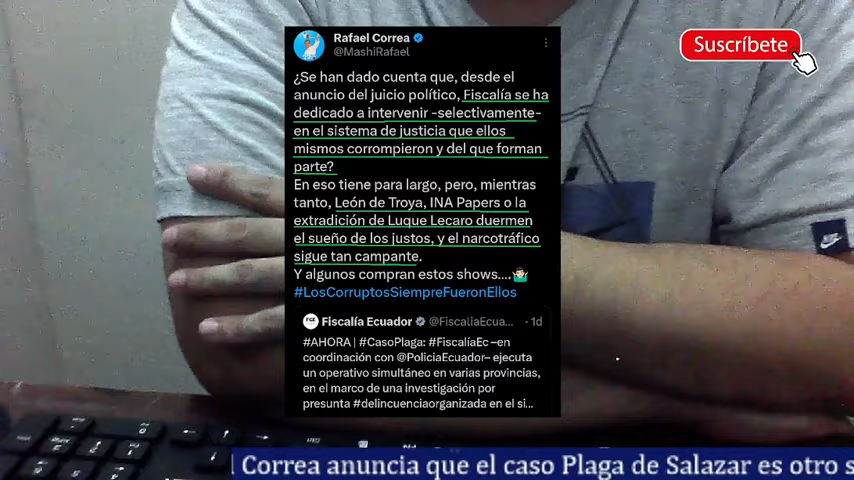 Suscríbete
Rafael Correa
@MashiRafael
¿Se han dado cuenta que, desde el
anuncio del juicio político, Fiscalía se ha
dedicado a intervenir -selectivamente-
en el sistema de justicia que ellos
mismos corrompieron y del que forman
parte?
En eso tiene para largo, pero, mientras
tanto, León de Troya, INA Papers o la
extradición de Luque Lecaro duermen
el sueño de los justos, y el narcotráfico
sigue tan campante.
Y algunos compran estos shows....🤷🏻‍♂️
#LosCorruptosSiempreFueronEllos
FGE Fiscalía Ecuador @FiscaliaEcua... · 1d
#AHORA | #CasoPlaga: #FiscalíaEc –en
coordinación con @PoliciaEcuador– ejecuta
un operativo simultáneo en varias provincias,
en el marco de una investigación por
presunta #delincuenciaorganizada en el si...
l Correa anuncia que el caso Plaga de Salazar es otro s